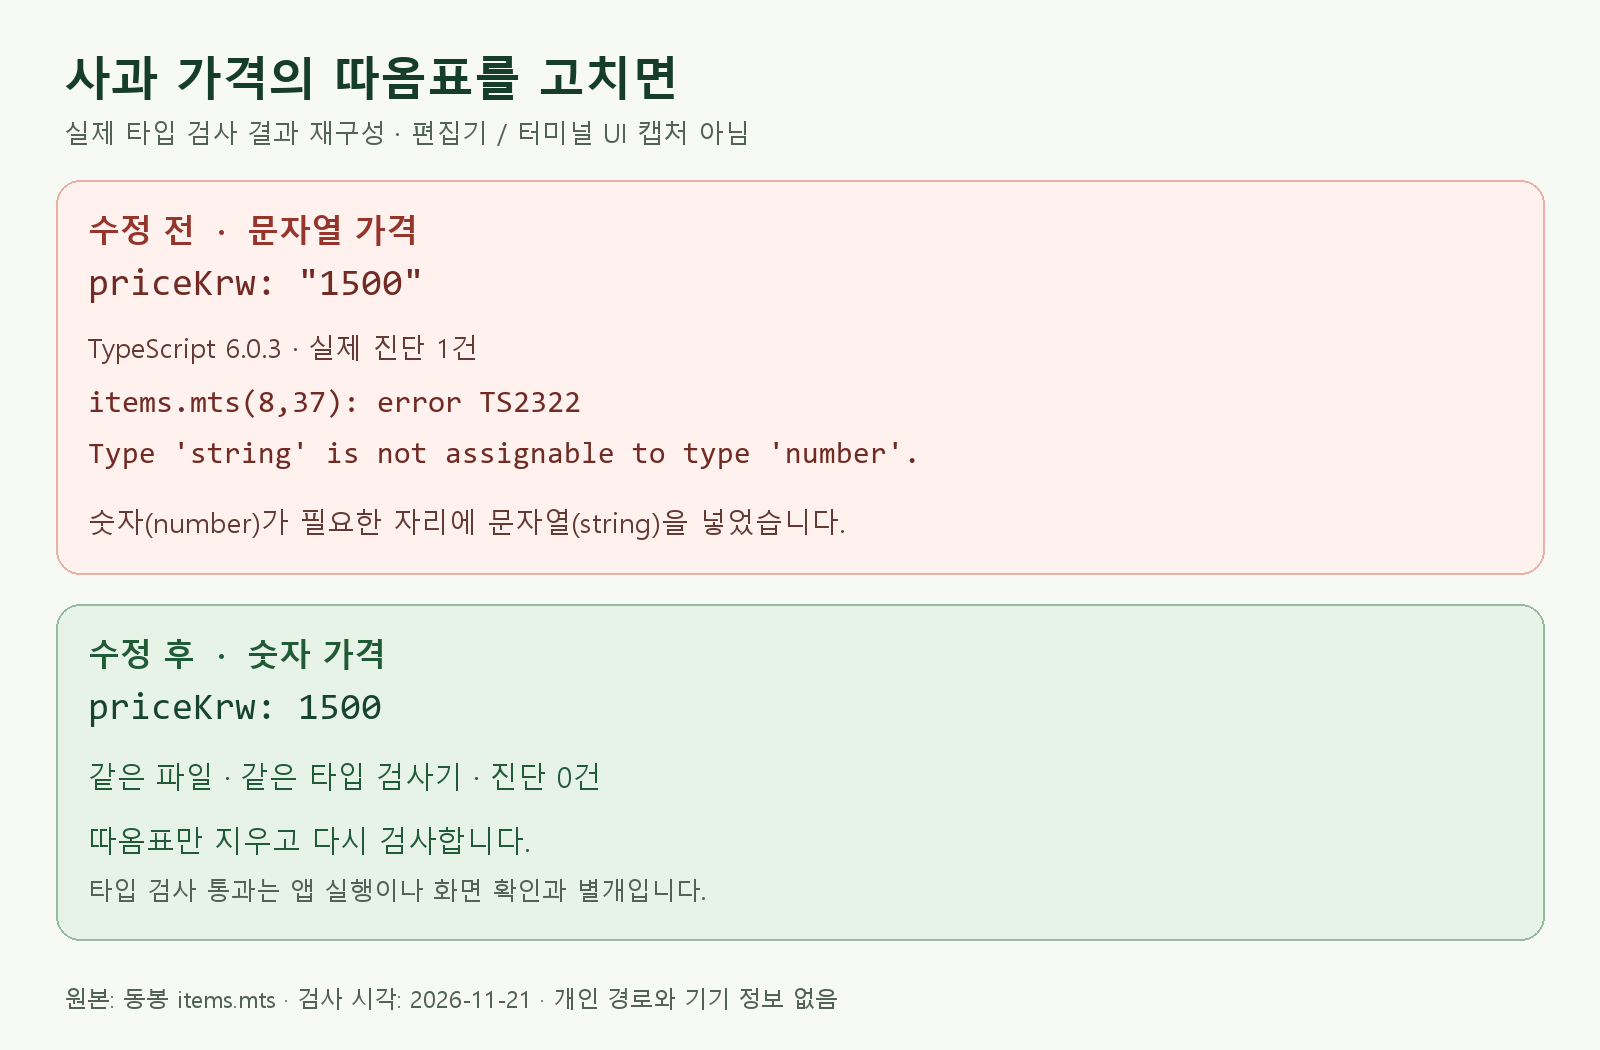 사과 가격의 따옴표를 고치면
실제 타입 검사 결과 재구성 · 편집기 / 터미널 UI 캡처 아님
수정 전 · 문자열 가격
priceKrw: "1500"
TypeScript 6.0.3 · 실제 진단 1건
items.mts(8,37): error TS2322
Type 'string' is not assignable to type 'number'.
숫자(number)가 필요한 자리에 문자열(string)을 넣었습니다.
수정 후 · 숫자 가격
priceKrw: 1500
같은 파일 · 같은 타입 검사기 · 진단 0건
따옴표만 지우고 다시 검사합니다.
타입 검사 통과는 앱 실행이나 화면 확인과 별개입니다.
원본: 동봉 items.mts · 검사 시각: 2026-11-21 · 개인 경로와 기기 정보 없음